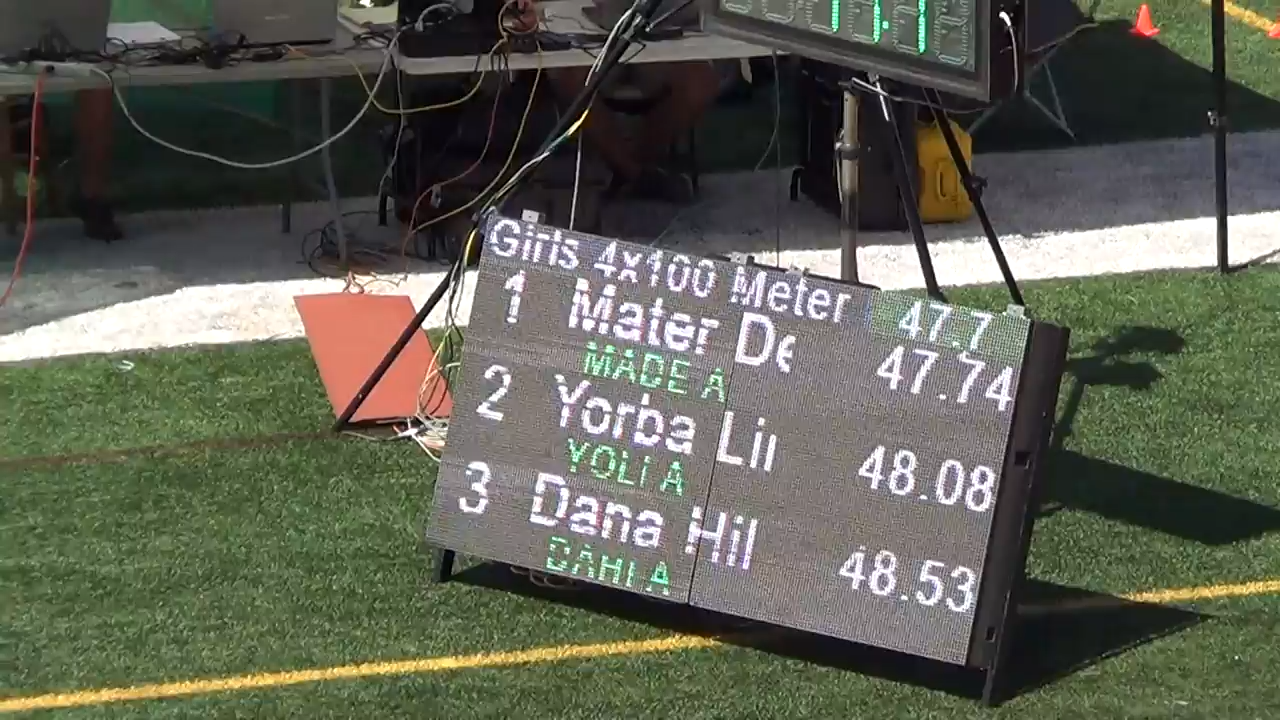 Girls 4x100 Meter 47.7
1 Mater De 47.74
MADE A
2 Yorba Lin 48.08
YOLI A
3 Dana Hil 48.53
DAHI A